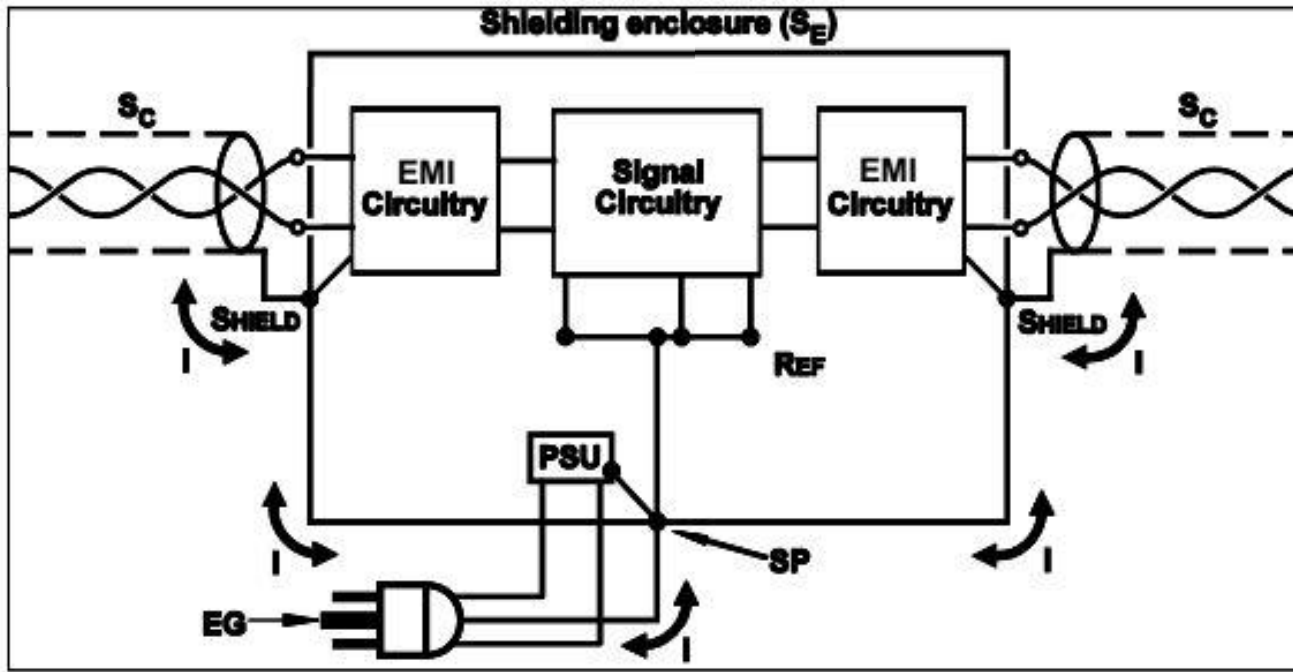 Shielding enclosure (SE)
SC
SC
EMI
Circuitry
Signal
Circuitry
EMI
Circuitry
SHIELD
SHIELD
I
I
REF
PSU
I
I
SP
EG
I